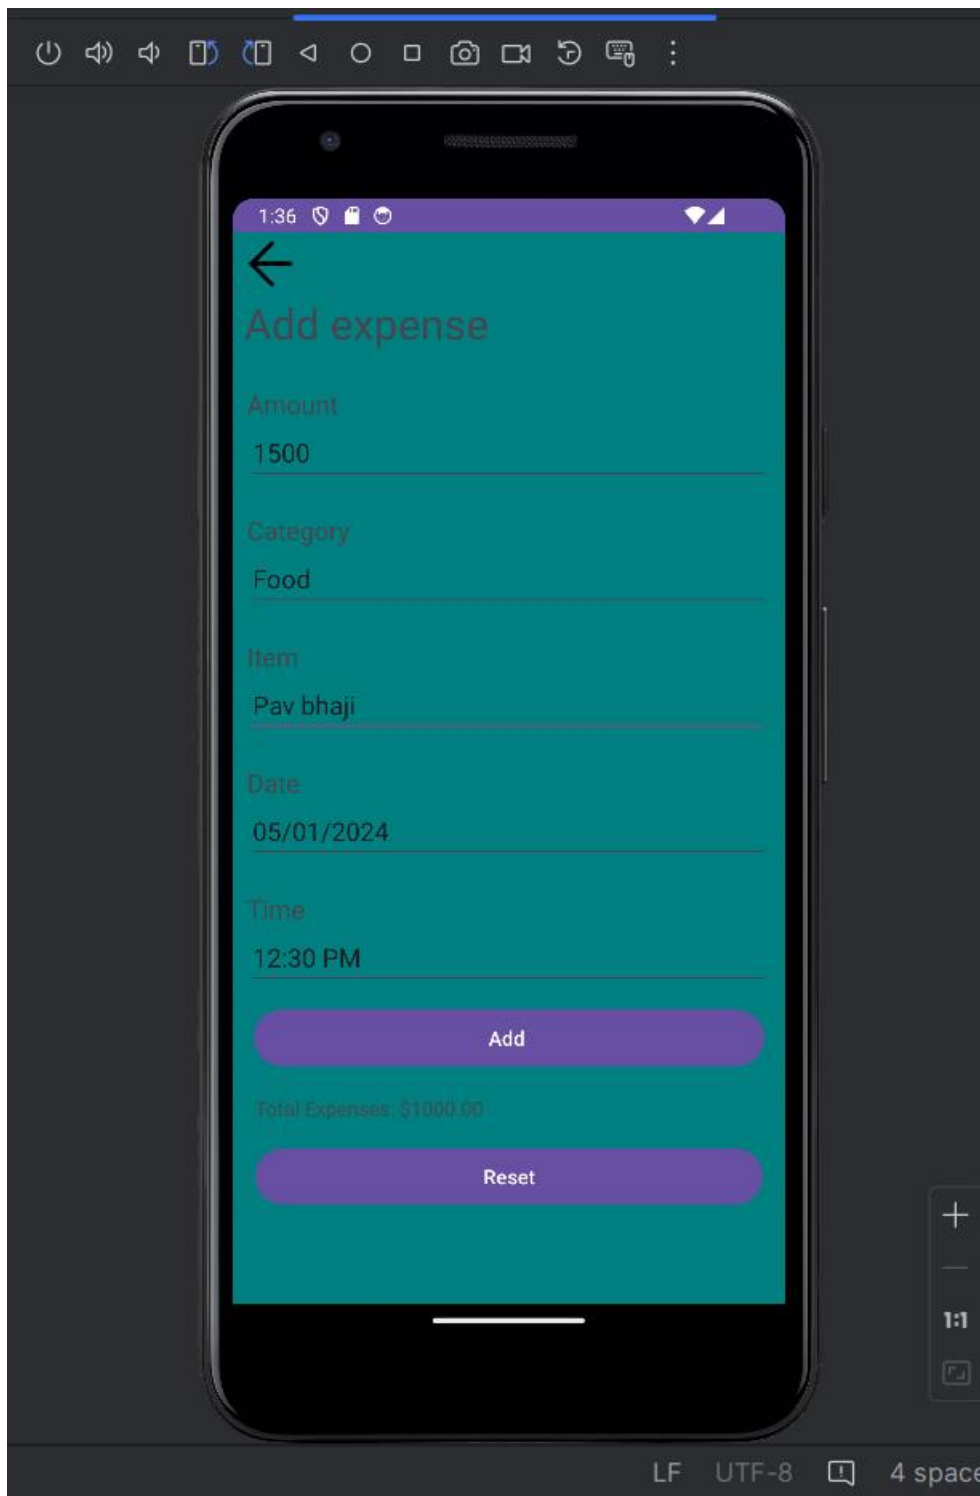 1:36
Add expense
Amount
1500
Category
Food
Item
Pav bhaji
Date
05/01/2024
Time
12:30 PM
Add
Total Expenses: $1000.00
Reset
1:1
LF UTF-8 4 space